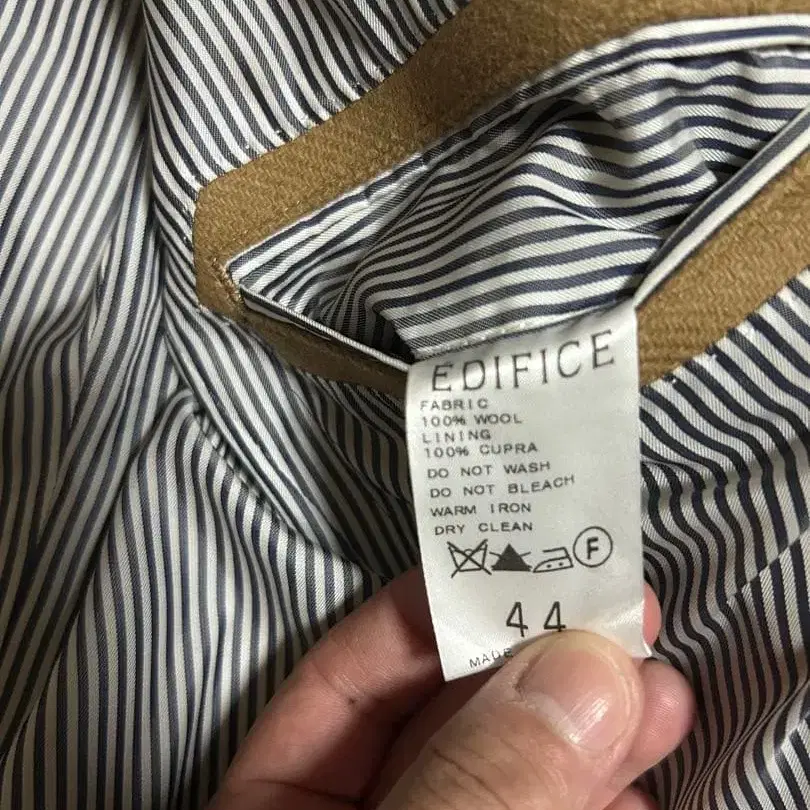 EDIFICE
FABRIC
100% WOOL
LINING
100% CUPRA
DO NOT WASH
DO NOT BLEACH
WARM IRON
DRY CLEAN
F
44
MADE